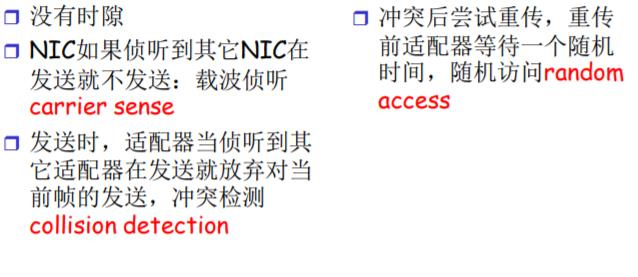 没有时隙
NIC如果侦听到其它NIC在
发送就不发送：载波侦听
carrier sense
发送时，适配器当侦听到其
它适配器在发送就放弃对当
前帧的发送，冲突检测
collision detection
冲突后尝试重传，重传
前适配器等待一个随机
时间，随机访问random
access